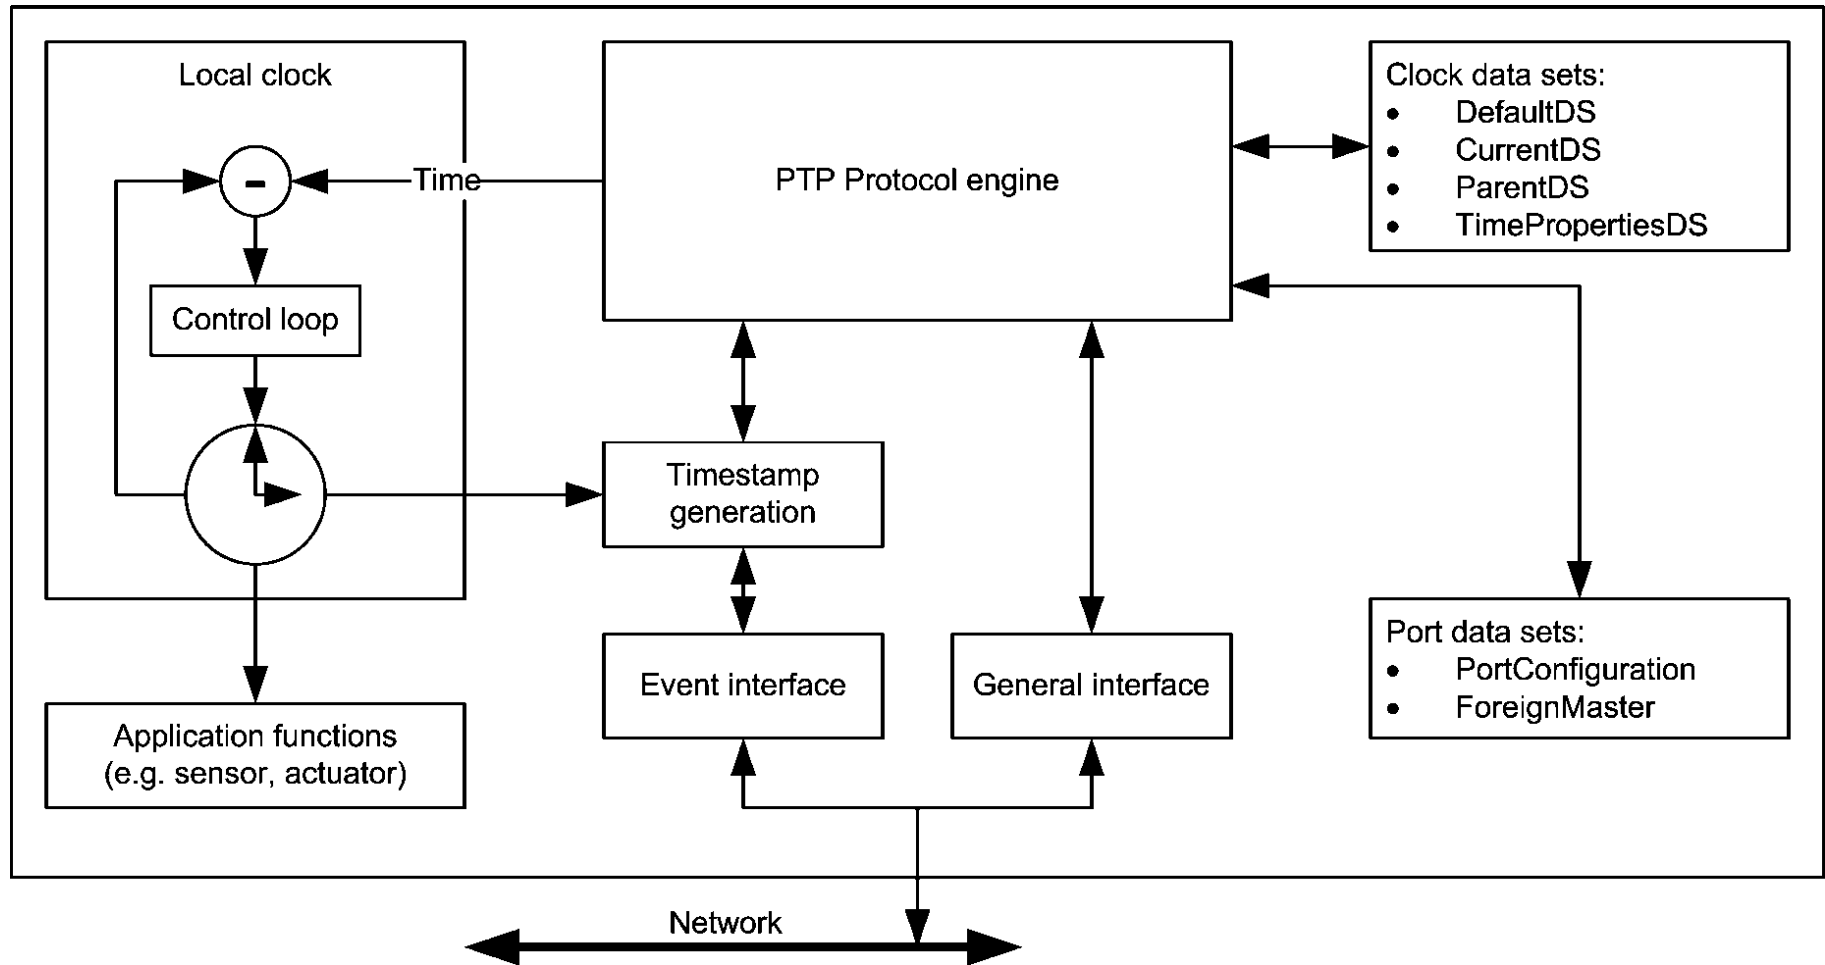 Local clock
-
Time
Control loop
PTP Protocol engine
Clock data sets:
• DefaultDS
• CurrentDS
• ParentDS
• TimePropertiesDS
Timestamp
generation
Event interface
General interface
Port data sets:
• PortConfiguration
• ForeignMaster
Application functions
(e.g. sensor, actuator)
Network